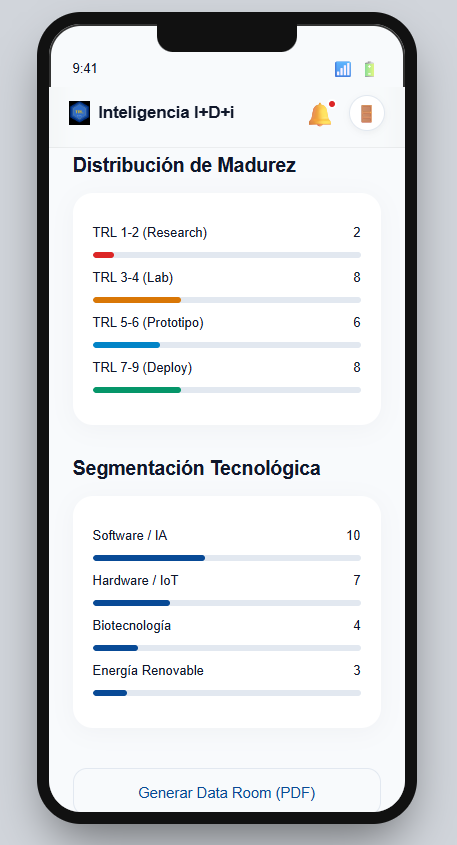 9:41
Inteligencia I+D+i
Distribución de Madurez
TRL 1-2 (Research) 2
TRL 3-4 (Lab) 8
TRL 5-6 (Prototipo) 6
TRL 7-9 (Deploy) 8
Segmentación Tecnológica
Software / IA 10
Hardware / IoT 7
Biotecnología 4
Energía Renovable 3
Generar Data Room (PDF)